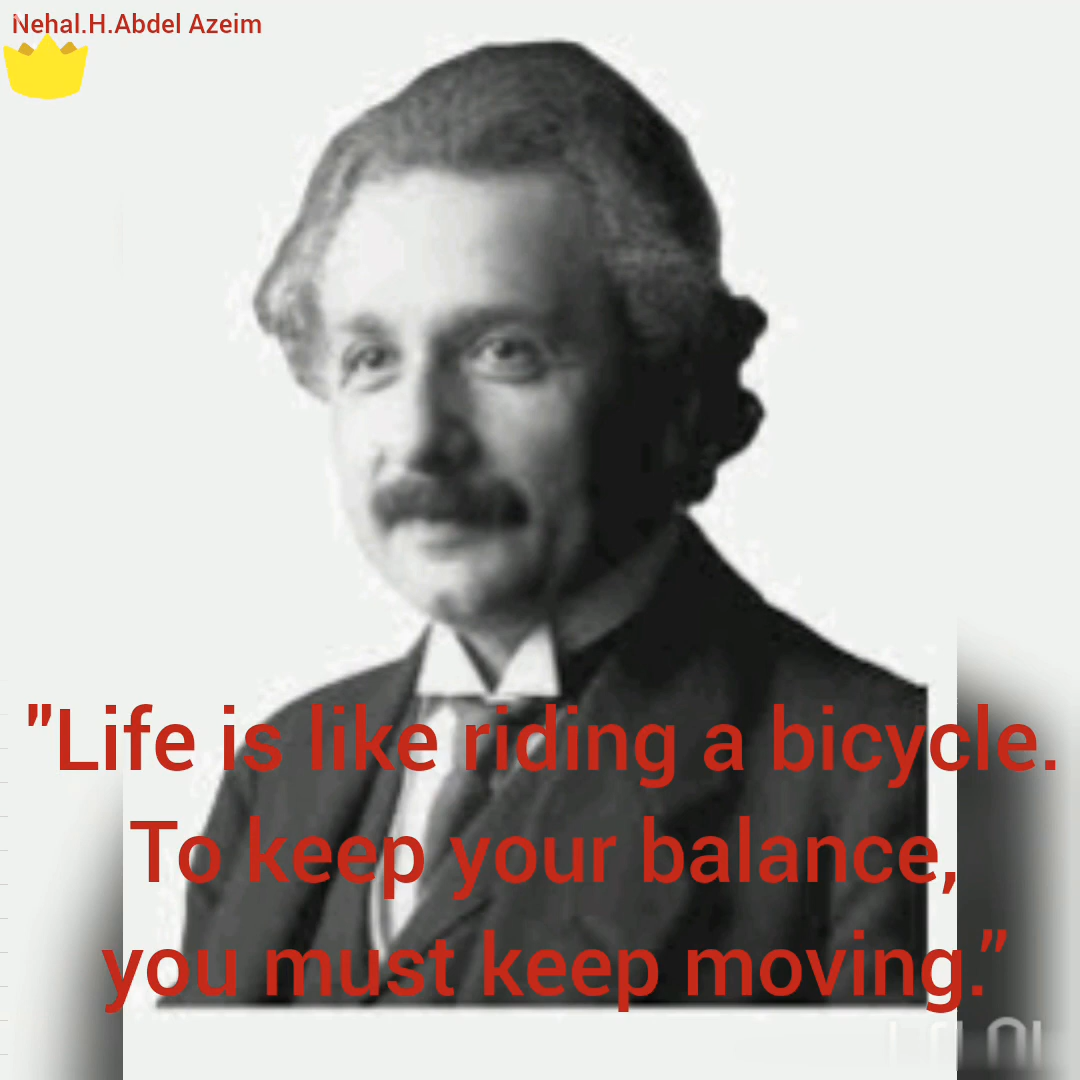 Nehal.H.Abdel Azeim
"Life is like riding a bicycle.
To keep your balance,
you must keep moving.”